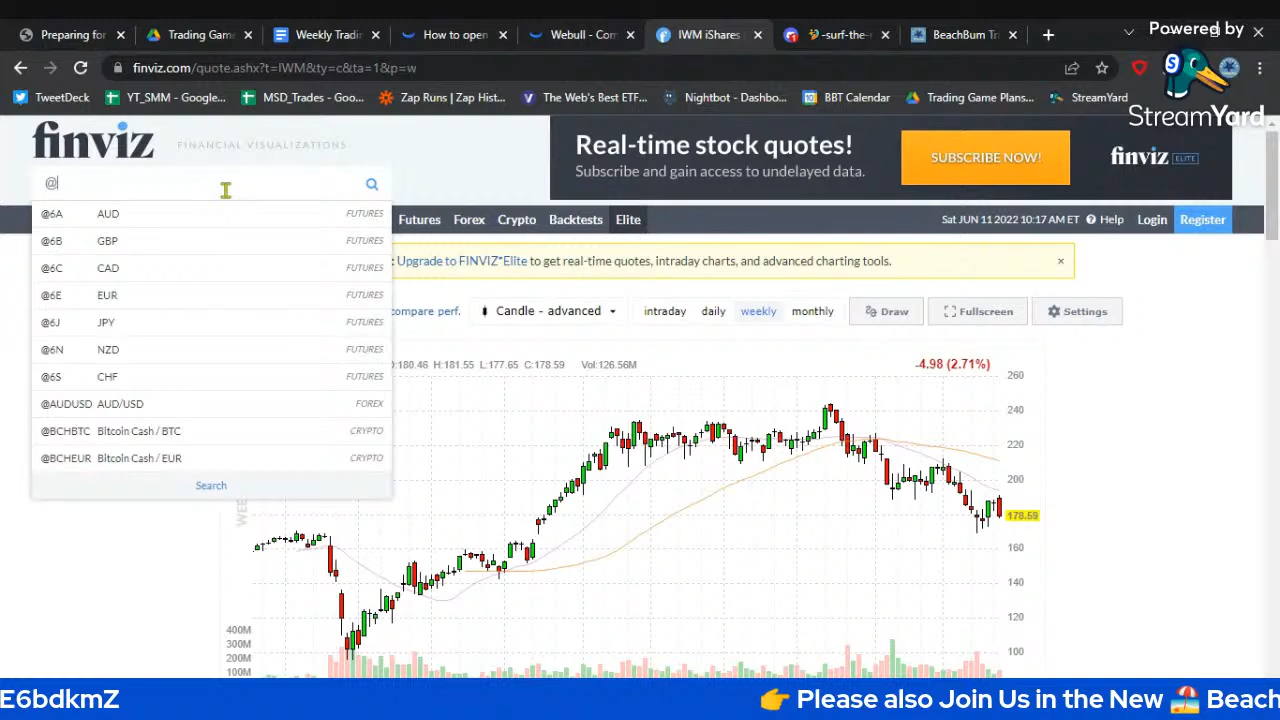 Powered by
StreamYard
Preparing for
Trading Gam
Weekly Tradin
How to open
Webull - Com
IWM iShares
-surf-the-r
BeachBum Tra
finviz.com/quote.ashx?t=IWM&ty=c&ta=1&p=w
TweetDeck
YT_SMM - Google...
MSD_Trades - Goo...
Zap Runs | Zap Hist...
The Web's Best ETF...
Nightbot - Dashbo...
BBT Calendar
Trading Game Plans...
StreamYard
finviz FINANCIAL VISUALIZATIONS
Real-time stock quotes!
Subscribe and gain access to undelayed data.
SUBSCRIBE NOW!
finviz ELITE
@
@6A AUD FUTURES
@6B GBP FUTURES
@6C CAD FUTURES
@6E EUR FUTURES
@6J JPY FUTURES
@6N NZD FUTURES
@6S CHF FUTURES
@AUDUSD AUD/USD FOREX
@BCHBTC Bitcoin Cash / BTC CRYPTO
@BCHEUR Bitcoin Cash / EUR CRYPTO
Search
Futures Forex Crypto Backtests Elite
Sat JUN 11 2022 10:17 AM ET Help Login Register
: Upgrade to FINVIZ*Elite to get real-time quotes, intraday charts, and advanced charting tools.
compare perf.
Candle - advanced
intraday daily weekly monthly
Draw
Fullscreen
Settings
O:180.46 H:181.55 L:177.65 C:178.59 Vol:126.56M
-4.98 (2.71%)
260
240
220
200
178.59
160
140
120
100
400M
300M
200M
100M
E6bdkmZ
👉 Please also Join Us in the New 🏖️ Beach